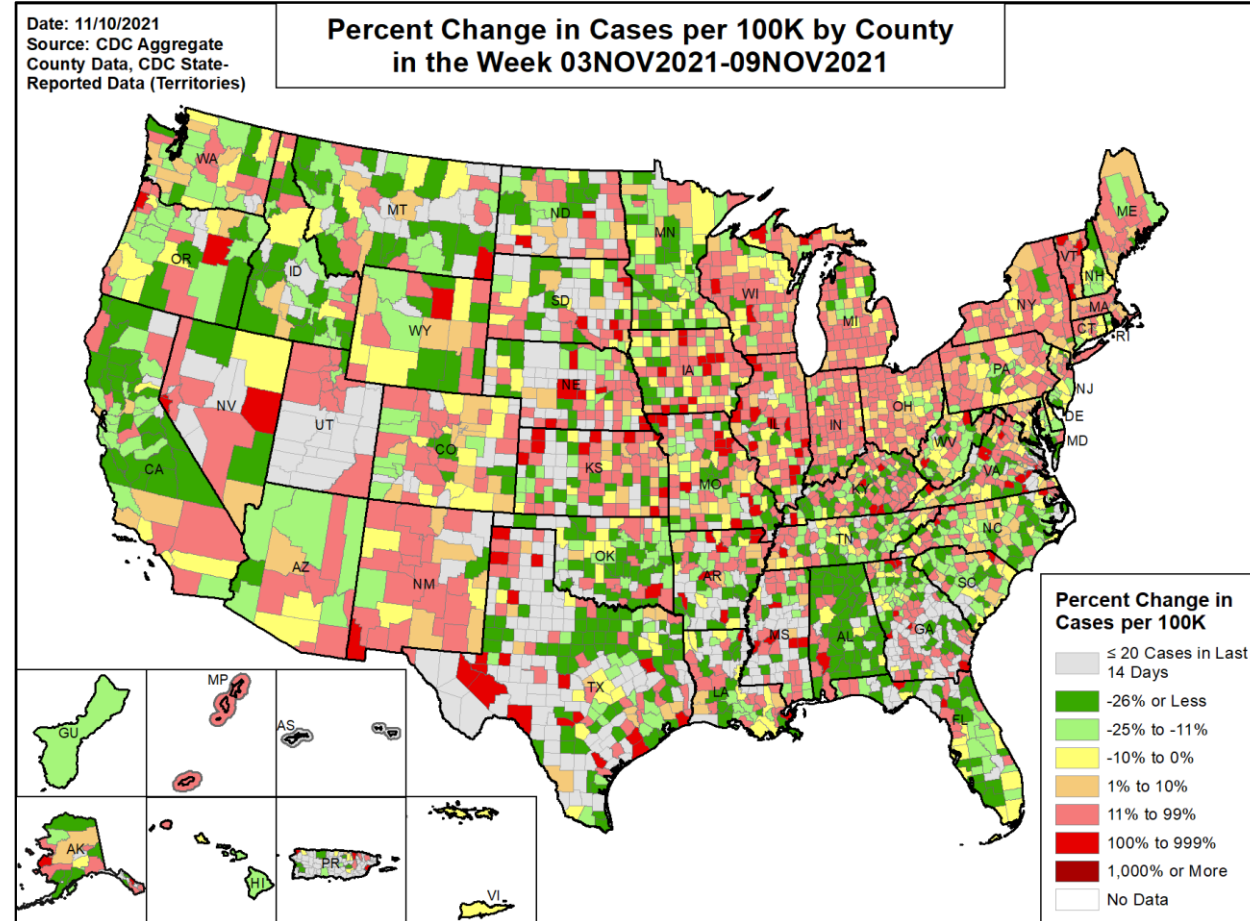 Date: 11/10/2021
Source: CDC Aggregate
County Data, CDC State-
Reported Data (Territories)
Percent Change in Cases per 100K by County
in the Week 03NOV2021-09NOV2021
WA
MT
ND
MN
ME
OR
ID
SD
WI
VT
NH
NY
MA
CT
RI
WY
MI
IA
PA
NJ
NE
NV
UT
CO
IL
IN
OH
DE
MD
WV
VA
CA
KS
MO
KY
NC
TN
OK
AZ
NM
AR
SC
MS
AL
GA
TX
LA
FL
GU
MP
AS
AK
HI
PR
VI
Percent Change in
Cases per 100K
≤ 20 Cases in Last
14 Days
-26% or Less
-25% to -11%
-10% to 0%
1% to 10%
11% to 99%
100% to 999%
1,000% or More
No Data